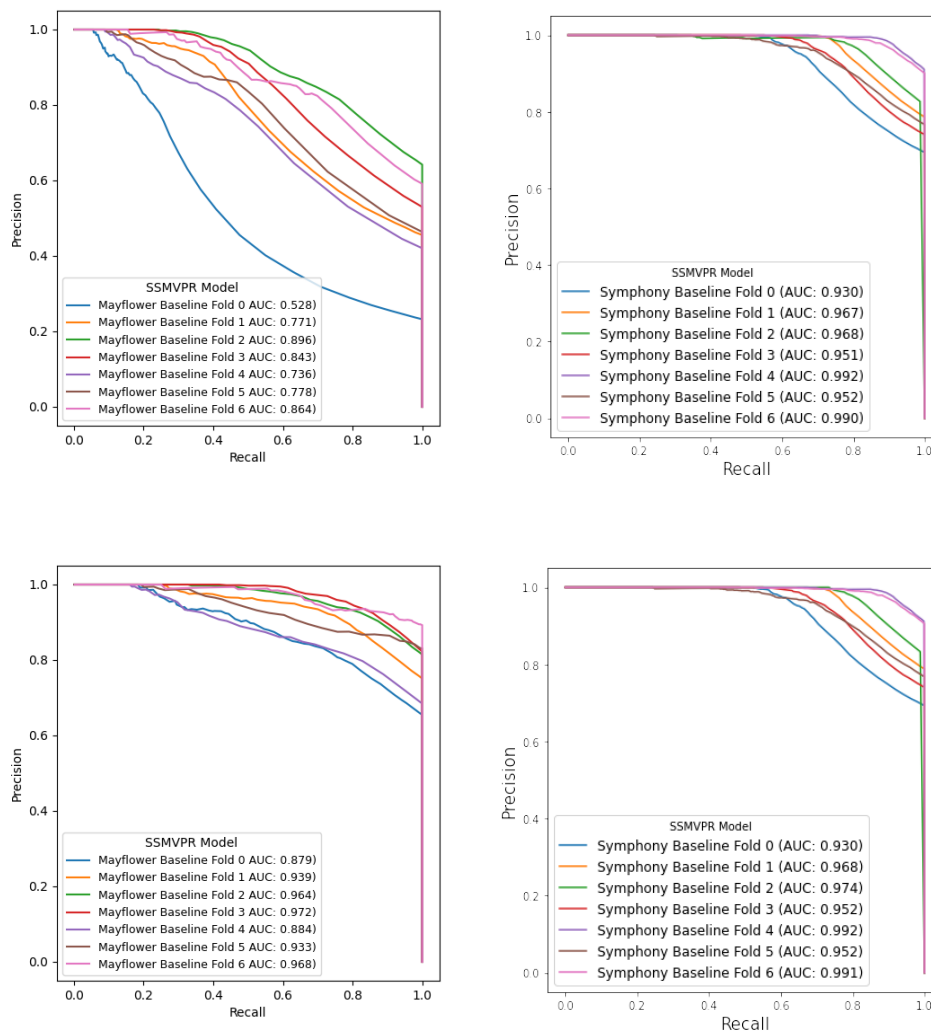 1.0
0.8
0.6
0.4
0.2
0.0
Precision
SSMVPR Model
Mayflower Baseline Fold 0 AUC: 0.528)
Mayflower Baseline Fold 1 AUC: 0.771)
Mayflower Baseline Fold 2 AUC: 0.896)
Mayflower Baseline Fold 3 AUC: 0.843)
Mayflower Baseline Fold 4 AUC: 0.736)
Mayflower Baseline Fold 5 AUC: 0.778)
Mayflower Baseline Fold 6 AUC: 0.864)
0.0 0.2 0.4 0.6 0.8 1.0
Recall
1.0
0.8
0.6
0.4
0.2
0.0
Precision
SSMVPR Model
Symphony Baseline Fold 0 (AUC: 0.930)
Symphony Baseline Fold 1 (AUC: 0.967)
Symphony Baseline Fold 2 (AUC: 0.968)
Symphony Baseline Fold 3 (AUC: 0.951)
Symphony Baseline Fold 4 (AUC: 0.992)
Symphony Baseline Fold 5 (AUC: 0.952)
Symphony Baseline Fold 6 (AUC: 0.990)
0.0 0.2 0.4 0.6 0.8 1.0
Recall
1.0
0.8
0.6
0.4
0.2
0.0
Precision
SSMVPR Model
Mayflower Baseline Fold 0 AUC: 0.879)
Mayflower Baseline Fold 1 AUC: 0.939)
Mayflower Baseline Fold 2 AUC: 0.964)
Mayflower Baseline Fold 3 AUC: 0.972)
Mayflower Baseline Fold 4 AUC: 0.884)
Mayflower Baseline Fold 5 AUC: 0.933)
Mayflower Baseline Fold 6 AUC: 0.968)
0.0 0.2 0.4 0.6 0.8 1.0
Recall
1.0
0.8
0.6
0.4
0.2
0.0
Precision
SSMVPR Model
Symphony Baseline Fold 0 (AUC: 0.930)
Symphony Baseline Fold 1 (AUC: 0.968)
Symphony Baseline Fold 2 (AUC: 0.974)
Symphony Baseline Fold 3 (AUC: 0.952)
Symphony Baseline Fold 4 (AUC: 0.992)
Symphony Baseline Fold 5 (AUC: 0.952)
Symphony Baseline Fold 6 (AUC: 0.991)
0.0 0.2 0.4 0.6 0.8 1.0
Recall